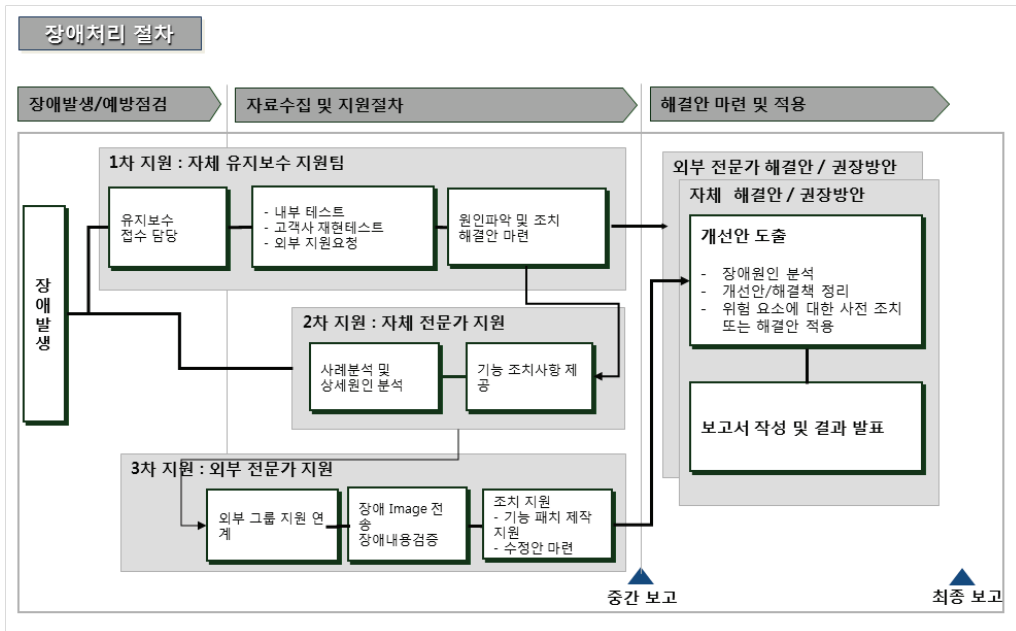 장애처리 절차
장애발생/예방점검
자료수집 및 지원절차
해결안 마련 및 적용
1차 지원 : 자체 유지보수 지원팀
유지보수
접수 담당
- 내부 테스트
- 고객사 재현테스트
- 외부 지원요청
원인파악 및 조치
해결안 마련
장애발생
2차 지원 : 자체 전문가 지원
사례분석 및
상세원인 분석
기능 조치사항 제
공
3차 지원 : 외부 전문가 지원
외부 그룹 지원 연
계
장애 Image 전
송
장애내용검증
조치 지원
- 기능 패치 제작
지원
- 수정안 마련
외부 전문가 해결안 / 권장방안
자체 해결안 / 권장방안
개선안 도출
- 장애원인 분석
- 개선안/해결책 정리
- 위험 요소에 대한 사전 조치
또는 해결안 적용
보고서 작성 및 결과 발표
중간 보고
최종 보고